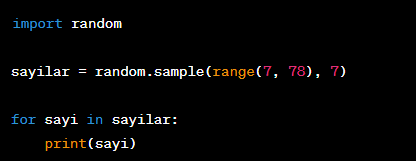 import random
sayilar = random.sample(range(7, 78), 7)
for sayi in sayilar:
    print(sayi)